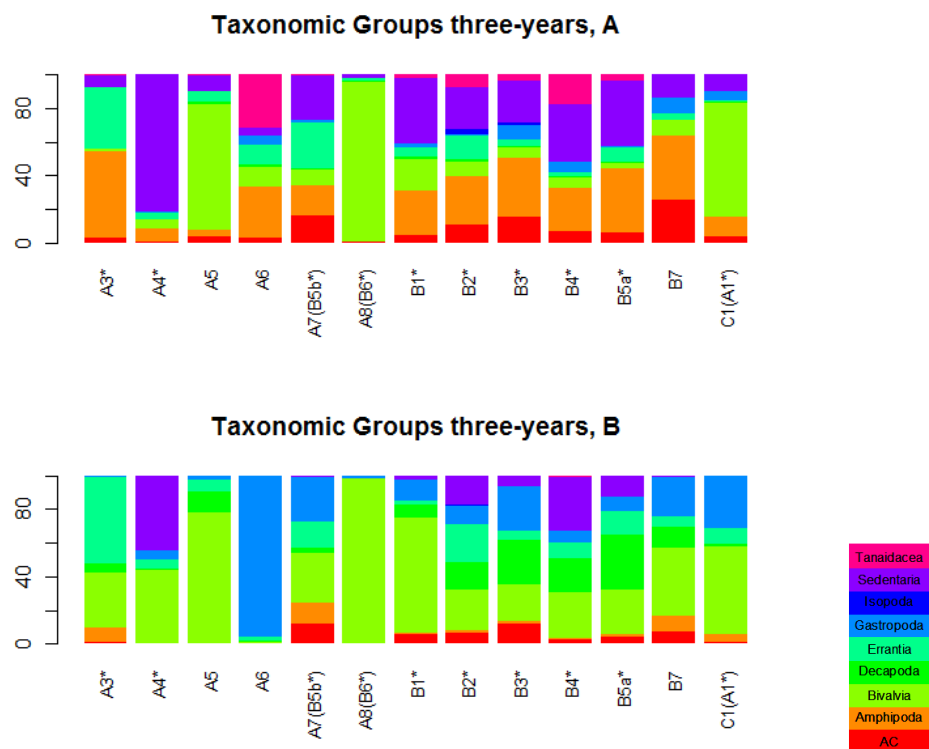 Taxonomic Groups three-years, A
80
40
0
A3*
A4*
A5
A6
A7(B5b*)
A8(B6*)
B1*
B2*
B3*
B4*
B5a*
B7
C1(A1*)
Taxonomic Groups three-years, B
80
40
0
A3*
A4*
A5
A6
A7(B5b*)
A8(B6*)
B1*
B2*
B3*
B4*
B5a*
B7
C1(A1*)
Tanaidacea
Sedentaria
Isopoda
Gastropoda
Errantia
Decapoda
Bivalvia
Amphipoda
AC